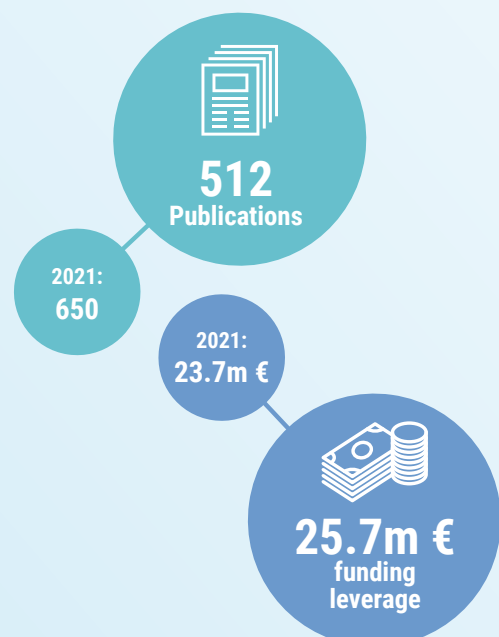 512
Publications
2021:
650
2021:
23.7m €
25.7m €
funding
leverage